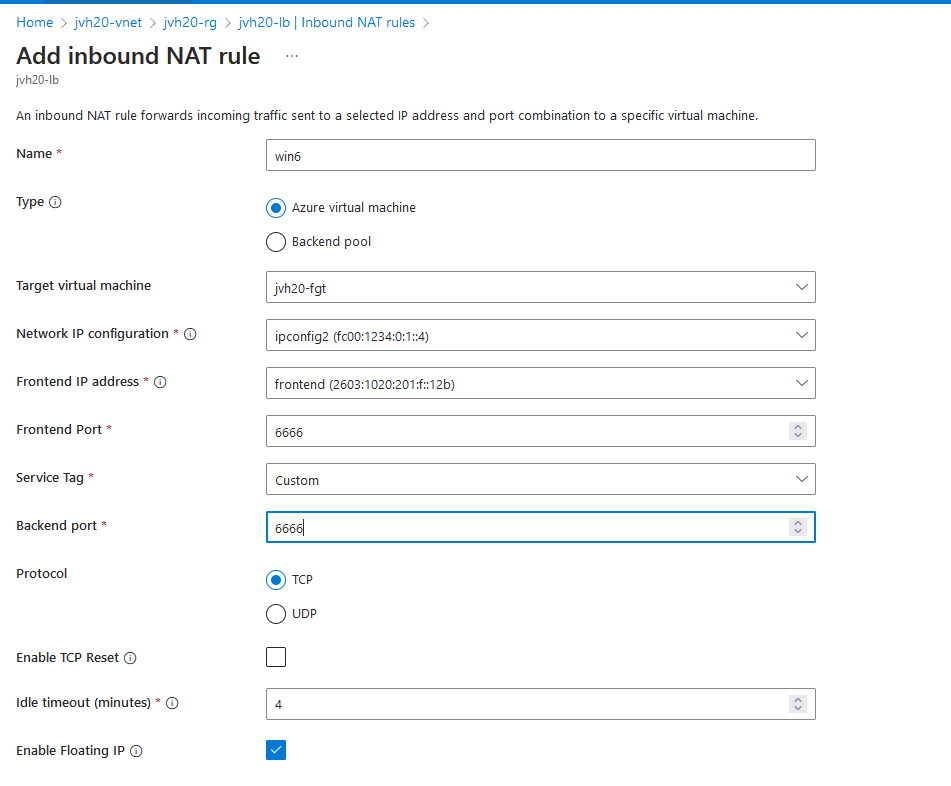 Home > jvh20-vnet > jvh20-rg > jvh20-lb | Inbound NAT rules >
Add inbound NAT rule ...
jvh20-lb
An inbound NAT rule forwards incoming traffic sent to a selected IP address and port combination to a specific virtual machine.
Name * win6
Type Azure virtual machine
Backend pool
Target virtual machine jvh20-fgt
Network IP configuration * ipconfig2 (fc00:1234:0:1::4)
Frontend IP address * frontend (2603:1020:201:f::12b)
Frontend Port * 6666
Service Tag * Custom
Backend port * 6666
Protocol TCP
UDP
Enable TCP Reset
Idle timeout (minutes) * 4
Enable Floating IP